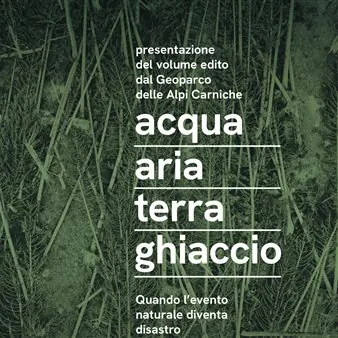 presentazione
del volume edito
dal Geoparco
delle Alpi Carniche
acqua
aria
terra
ghiaccio
Quando l'evento
naturale diventa
disastro